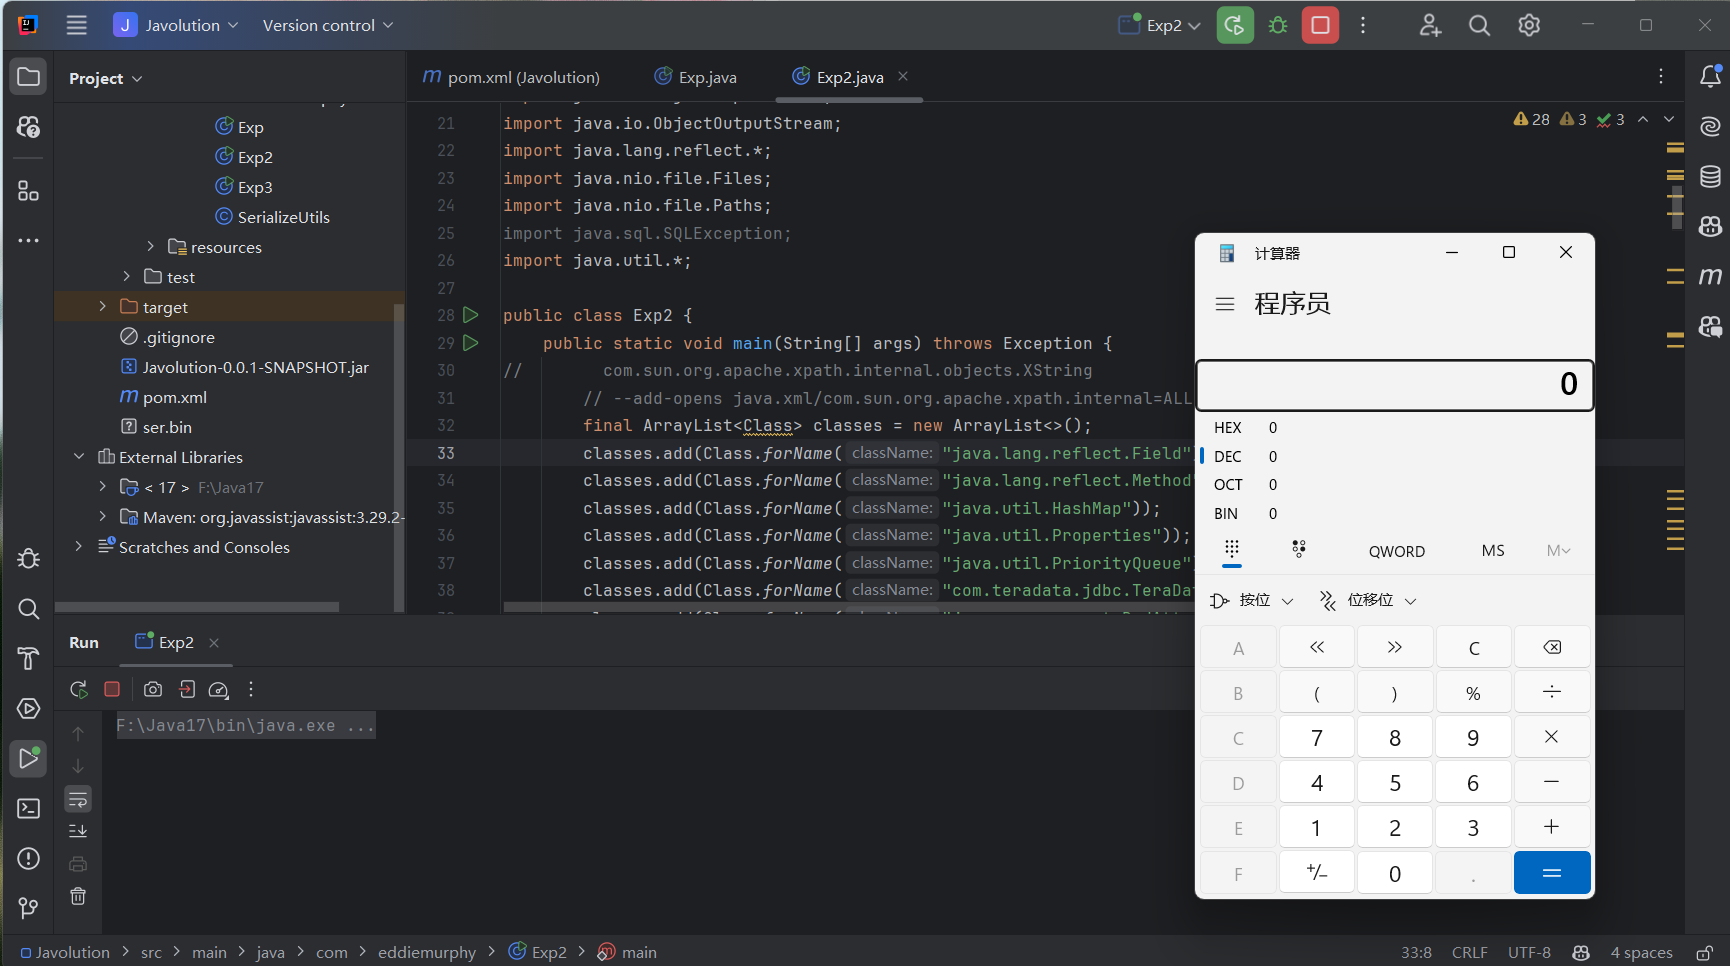 J Javolution Version control Exp2
Project
Exp
Exp2
Exp3
SerializeUtils
resources
test
target
.gitignore
Javolution-0.0.1-SNAPSHOT.jar
pom.xml
ser.bin
External Libraries
< 17 > F:\Java17
Maven: org.javassist:javassist:3.29.2-
Scratches and Consoles
pom.xml (Javolution) Exp.java Exp2.java
28 3 3
21 import java.io.ObjectOutputStream;
22 import java.lang.reflect.*;
23 import java.nio.file.Files;
24 import java.nio.file.Paths;
25 import java.sql.SQLException;
26 import java.util.*;
27
28 public class Exp2 {
29 public static void main(String[] args) throws Exception {
30 // com.sun.org.apache.xpath.internal.objects.XString
31 // --add-opens java.xml/com.sun.org.apache.xpath.internal=ALL
32 final ArrayList<Class> classes = new ArrayList<>();
33 classes.add(Class.forName( className: "java.lang.reflect.Field"
34 classes.add(Class.forName( className: "java.lang.reflect.Method"
35 classes.add(Class.forName( className: "java.util.HashMap"));
36 classes.add(Class.forName( className: "java.util.Properties"));
37 classes.add(Class.forName( className: "java.util.PriorityQueue"
38 classes.add(Class.forName( className: "com.teradata.jdbc.TeraDa
计算器
程序员
0
HEX 0
DEC 0
OCT 0
BIN 0
QWORD MS M
按位 位移位
A « » C
B ( ) % ÷
C 7 8 9 ×
D 4 5 6 −
E 1 2 3 +
F +/− 0 . =
Run Exp2
F:\Java17\bin\java.exe ...
Javolution > src > main > java > com > eddiemurphy > Exp2 > main
33:8 CRLF UTF-8 4 spaces